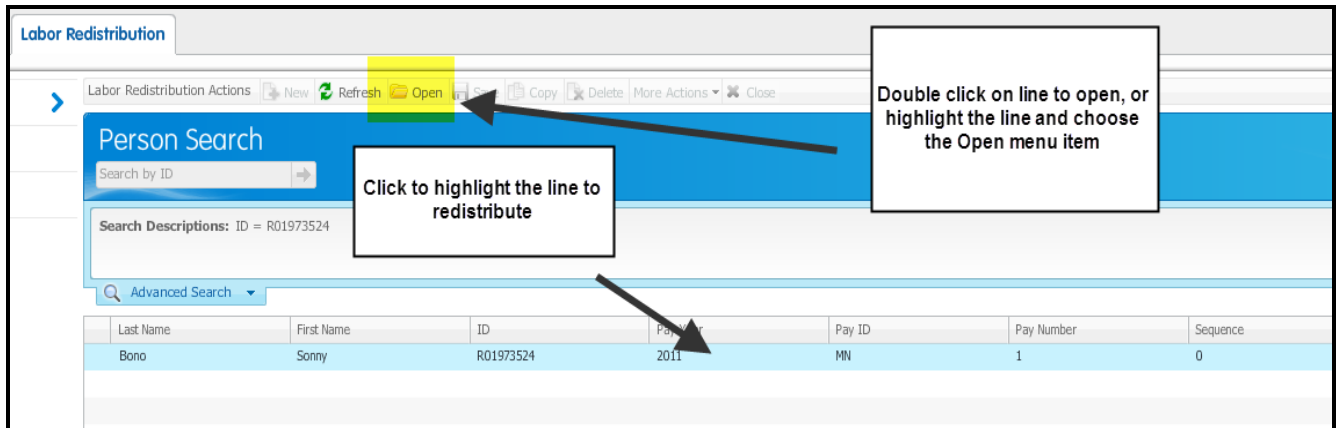 Labor Redistribution
Labor Redistribution Actions New Refresh Open Save Copy Delete More Actions Close
Double click on line to open, or
highlight the line and choose
the Open menu item
Person Search
Search by ID
Click to highlight the line to
redistribute
Search Descriptions: ID = R01973524
Advanced Search
Last Name First Name ID Pay Year Pay ID Pay Number Sequence
Bono Sonny R01973524 2011 MN 1 0